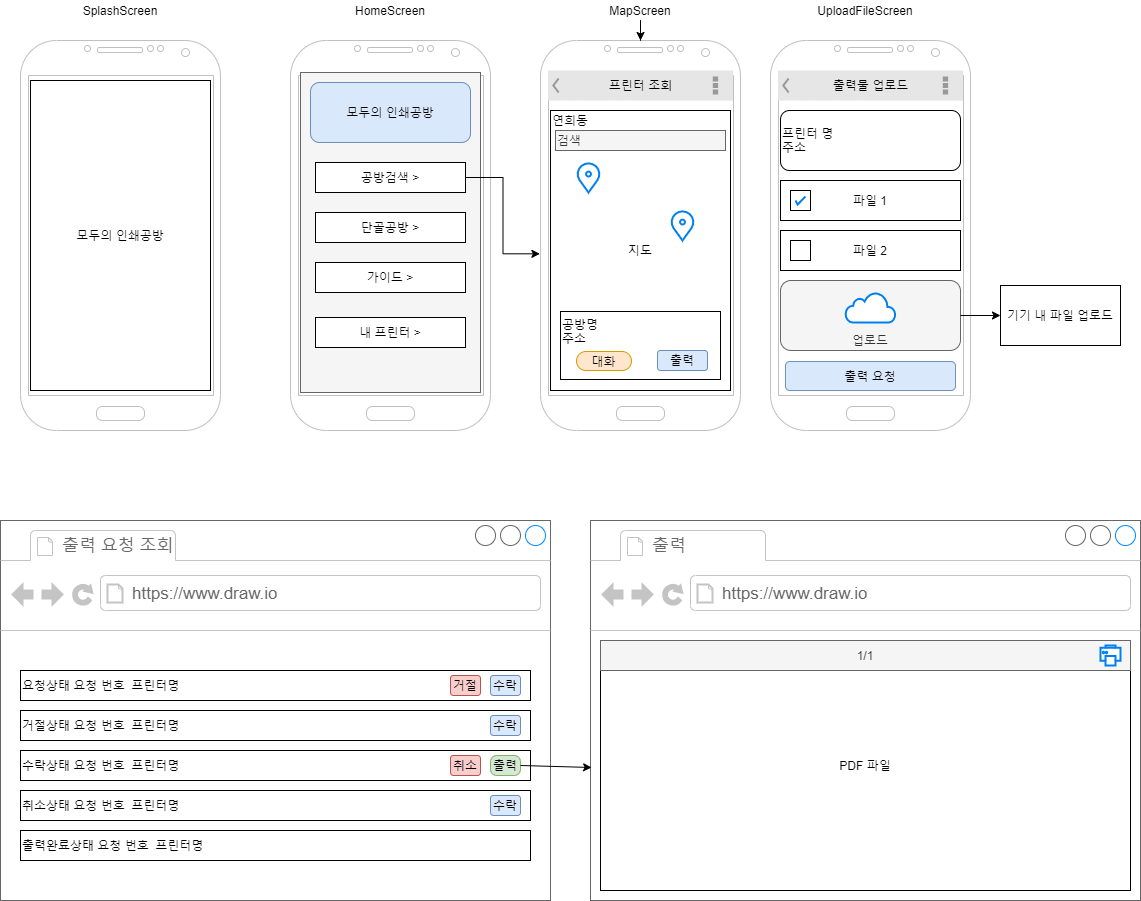 SplashScreen
HomeScreen
MapScreen
UploadFileScreen
모두의 인쇄공방
모두의 인쇄공방
공방검색 >
단골공방 >
가이드 >
내 프린터 >
프린터 조회
연희동
검색
지도
공방명
주소
대화
출력
출력물 업로드
프린터 명
주소
파일 1
파일 2
업로드
출력 요청
기기 내 파일 업로드
출력 요청 조회
https://www.draw.io
요청상태 요청 번호 프린터명
거절
수락
거절상태 요청 번호 프린터명
수락
수락상태 요청 번호 프린터명
취소
출력
취소상태 요청 번호 프린터명
수락
출력완료상태 요청 번호 프린터명
출력
https://www.draw.io
1/1
PDF 파일